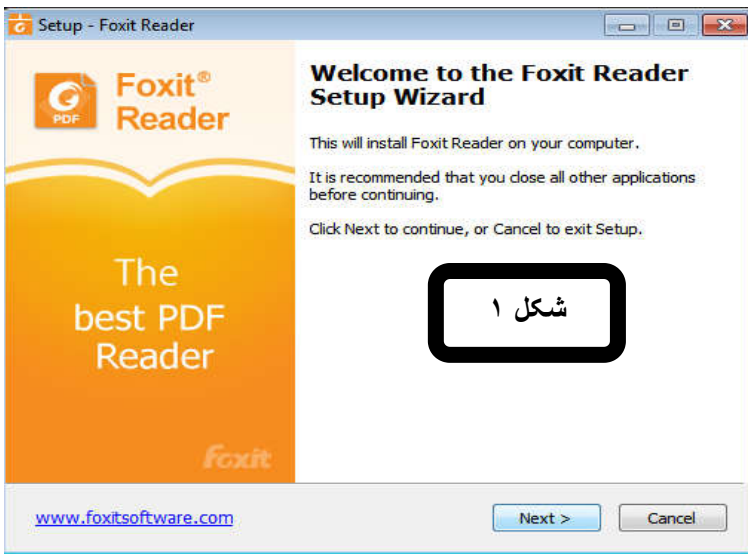 Setup - Foxit Reader
Foxit®
Reader
PDF
The
best PDF
Reader
Foxit
Welcome to the Foxit Reader
Setup Wizard
This will install Foxit Reader on your computer.
It is recommended that you close all other applications
before continuing.
Click Next to continue, or Cancel to exit Setup.
شکل ۱
www.foxitsoftware.com
Next >
Cancel